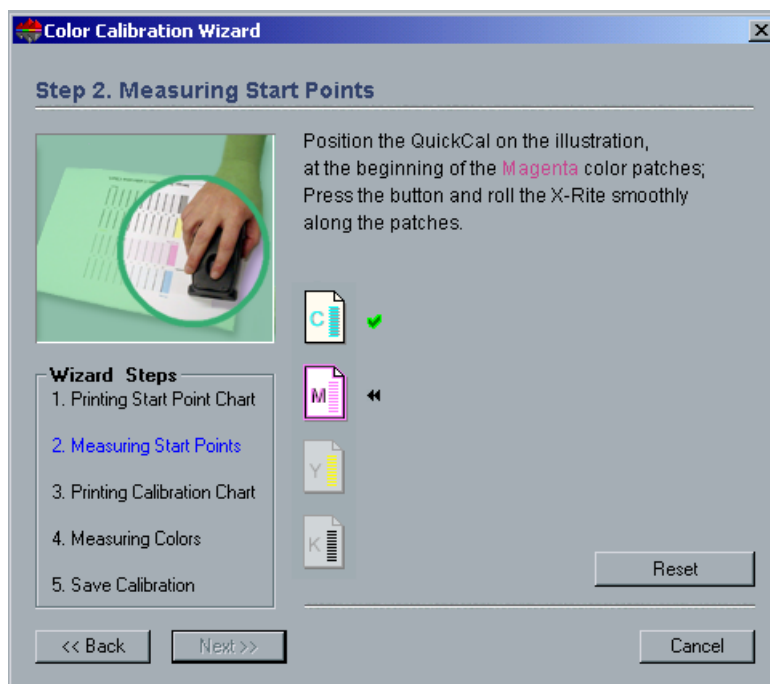 Color Calibration Wizard
Step 2. Measuring Start Points
Position the QuickCal on the illustration,
at the beginning of the Magenta color patches;
Press the button and roll the X-Rite smoothly
along the patches.
C
M
Y
K
Wizard Steps
1. Printing Start Point Chart
2. Measuring Start Points
3. Printing Calibration Chart
4. Measuring Colors
5. Save Calibration
Reset
<< Back
Next >>
Cancel